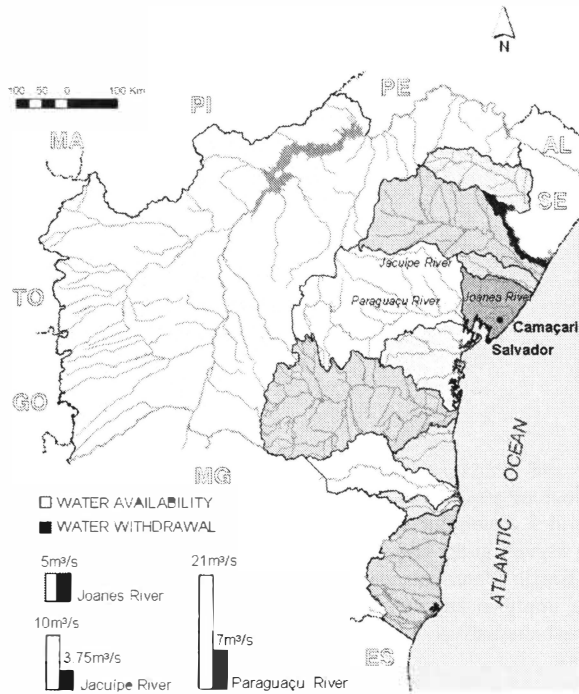 N
100 50 0 100 Km
PI
PE
MA
AL
SE
Jacuípe River
TO
Paraguaçu River
Joanes River
Camaçari
Salvador
GO
MG
ATLANTIC OCEAN
□ WATER AVAILABILITY
■ WATER WITHDRAWAL
5m³/s
Joanes River
21m³/s
10m³/s
3.75m³/s
7m³/s
Jacuípe River
Paraguaçu River
ES